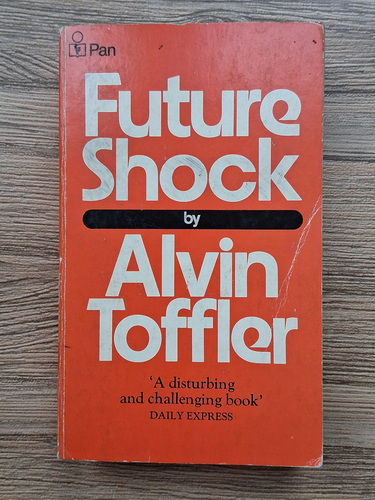 Pan
Future
Shock
by
Alvin
Toffler
‘A disturbing
and challenging book’
DAILY EXPRESS